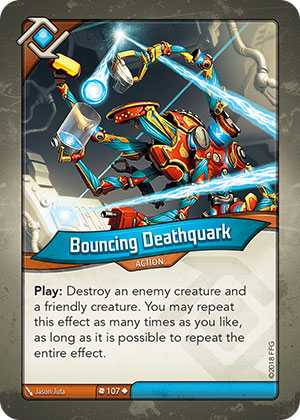 Bouncing Deathquark
ACTION
Play: Destroy an enemy creature and
a friendly creature. You may repeat
this effect as many times as you like,
as long as it is possible to repeat the
entire effect.
©2018 FFG
Jason Juta
107